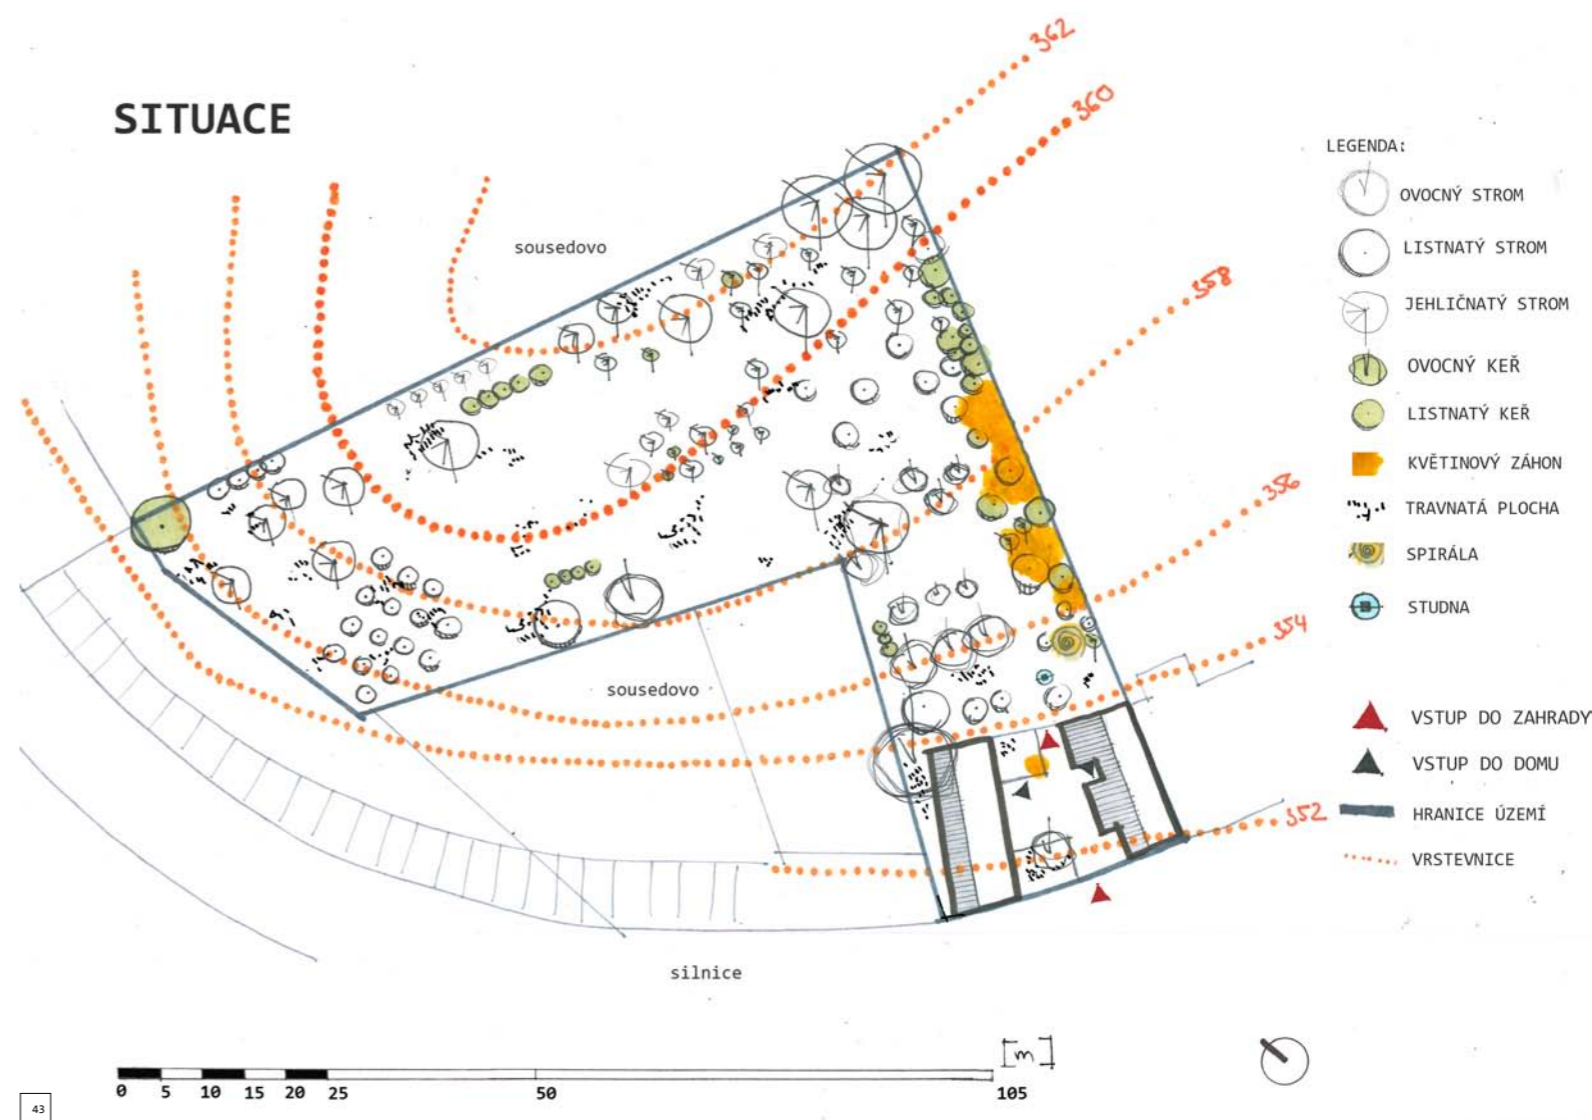 SITUACE
362
360
358
356
354
352
sousedovo
sousedovo
silnice
LEGENDA:
OVOCNÝ STROM
LISTNATÝ STROM
JEHLIČNATÝ STROM
OVOCNÝ KEŘ
LISTNATÝ KEŘ
KVĚTINOVÝ ZÁHON
TRAVNATÁ PLOCHA
SPIRÁLA
STUDNA
VSTUP DO ZAHRADY
VSTUP DO DOMU
HRANICE ÚZEMÍ
VRSTEVNICE
[m]
0 5 10 15 20 25 50 105
43